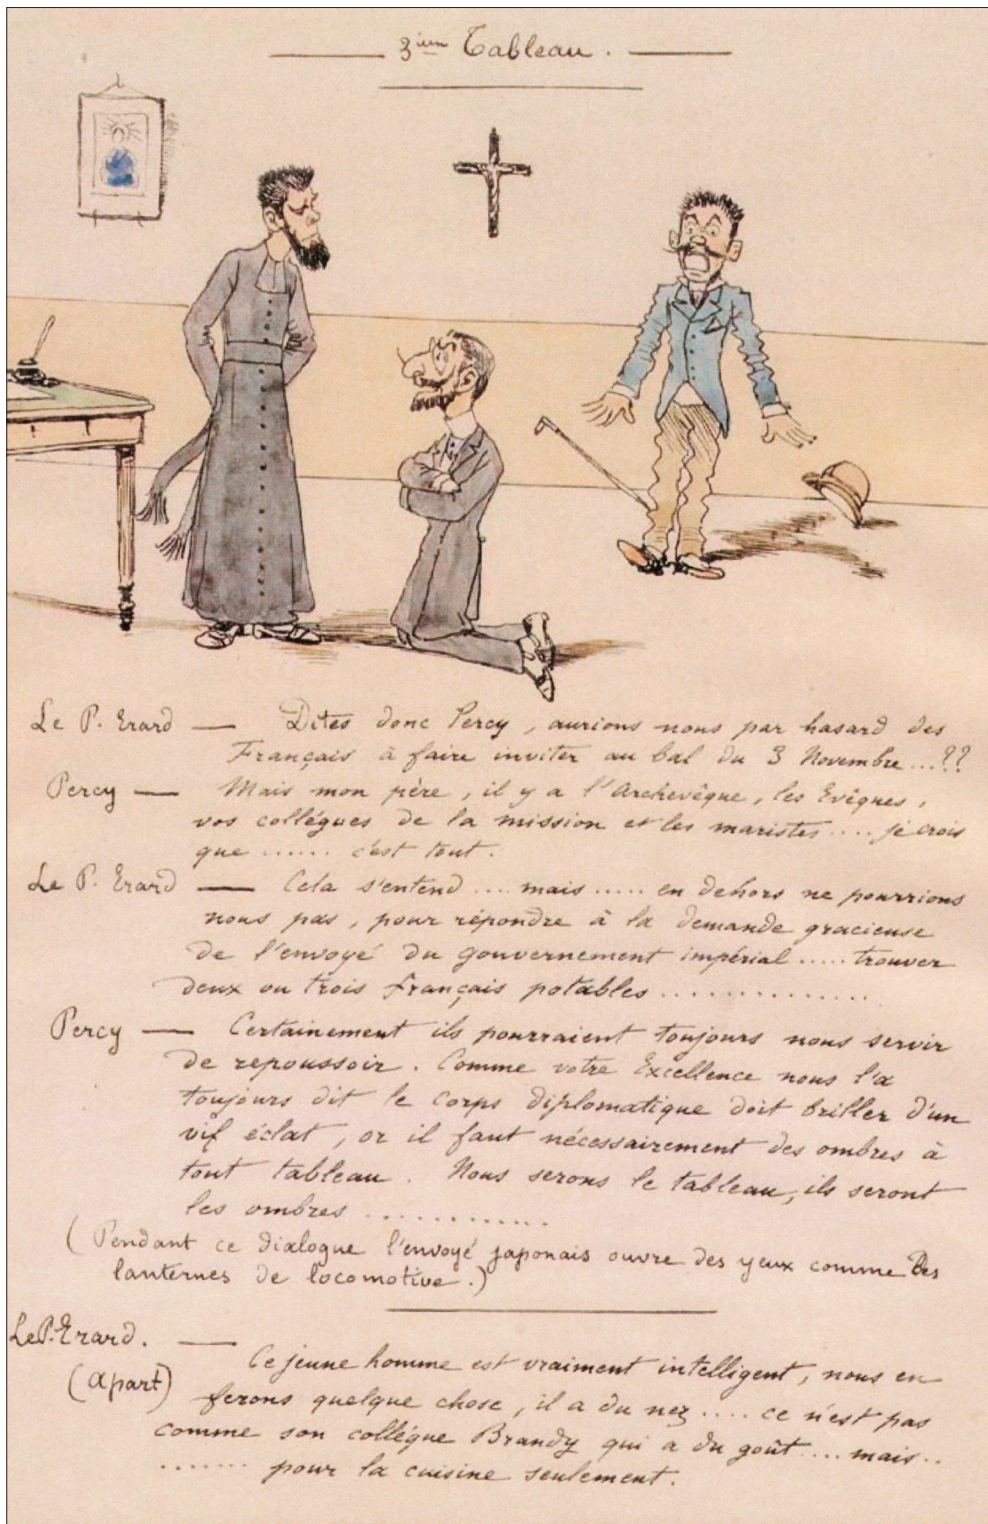 3ième Tableau.
Le P. Erard — Dites donc Percy, aurions nous par hasard des
Français à faire inviter au bal du 3 Novembre...??
Percy — Mais mon père, il y a l'Archevêque, les Evêques,
vos collégues de la mission et les maristes.... je crois
que ...... c'est tout.
Le P. Erard — Cela s'entend.... mais..... en dehors ne pourrions
nous pas, pour répondre à la demande gracieuse
de l'envoyé du gouvernement impérial..... trouver
deux ou trois français potables ..............
Percy — Certainement ils pourraient toujours nous servir
de repoussoir. Comme votre Excellence nous l'a
toujours dit le corps diplomatique doit briller d'un
vif éclat, or il faut nécessairement des ombres à
tout tableau. Nous serons le tableau, ils seront
les ombres ............
(Pendant ce dialogue l'envoyé japonais ouvre des yeux comme des
lanternes de locomotive.)
Le P. Erard. — Ce jeune homme est vraiment intelligent, nous en
(apart) ferons quelque chose, il a du nez.... ce n'est pas
comme son collégue Brandy qui a du goût.... mais..
....... pour la cuisine seulement.